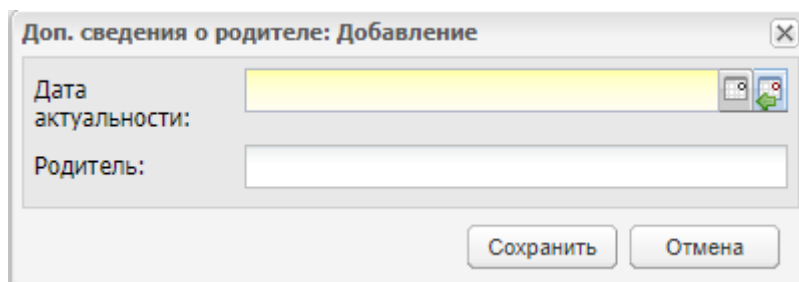 Доп. сведения о родителе: Добавление
Дата
актуальности:
Родитель:
Сохранить Отмена